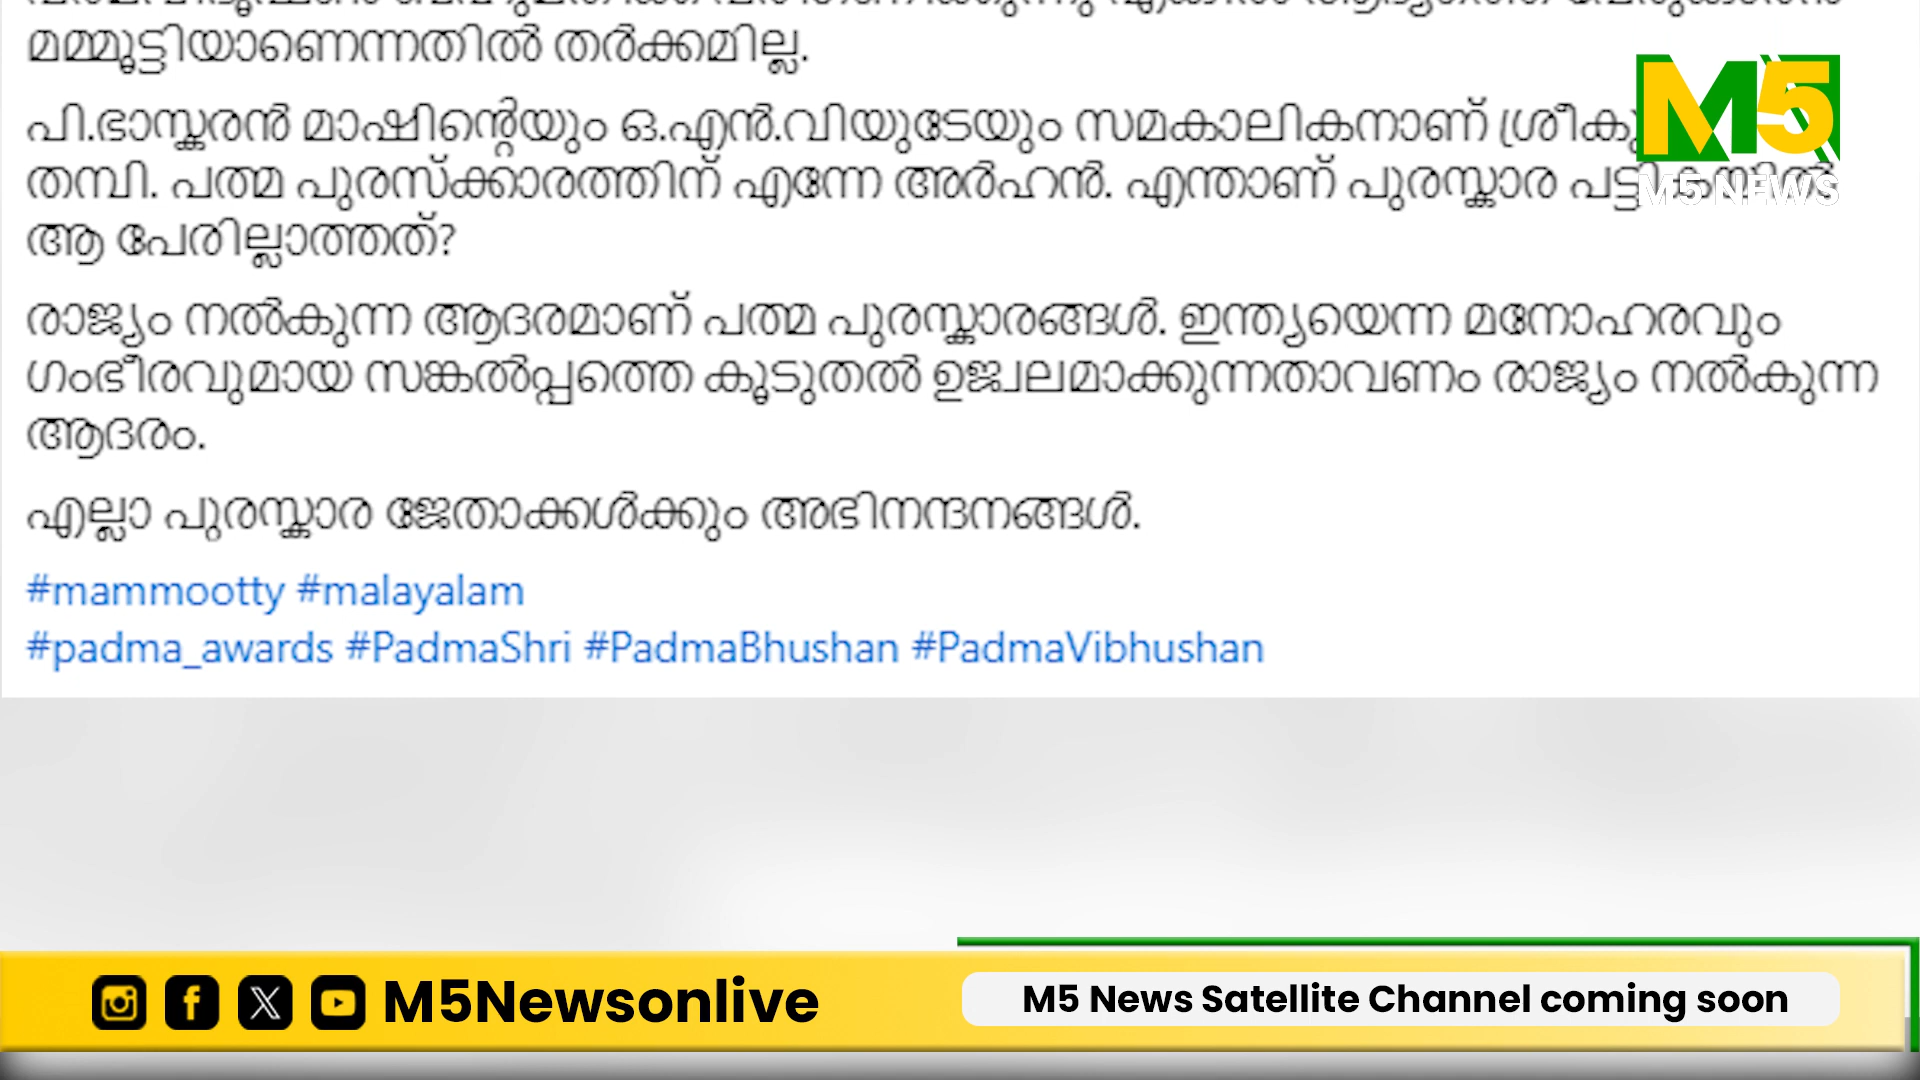 മമ്മൂട്ടിയാണെന്നതിൽ തർക്കമില്ല.
പി.ഭാസ്കരൻ മാഷിന്റെയും ഒ.എൻ.വിയുടേയും സമകാലികനാണ് ശ്രീകു
തമ്പി. പത്മ പുരസ്ക്കാരത്തിന് എന്നേ അർഹൻ. എന്താണ് പുരസ്കാര പട്ടികയിൽ
ആ പേരില്ലാത്തത്?
രാജ്യം നൽകുന്ന ആദരമാണ് പത്മ പുരസ്കാരങ്ങൾ. ഇന്ത്യയെന്ന മനോഹരവും
ഗംഭീരവുമായ സങ്കൽപ്പത്തെ കൂടുതൽ ഉജ്വലമാക്കുന്നതാവണം രാജ്യം നൽകുന്ന
ആദരം.
എല്ലാ പുരസ്കാര ജേതാക്കൾക്കും അഭിനന്ദനങ്ങൾ.
#mammootty #malayalam
#padma_awards #PadmaShri #PadmaBhushan #PadmaVibhushan
M5
M5 NEWS
M5Newsonlive
M5 News Satellite Channel coming soon